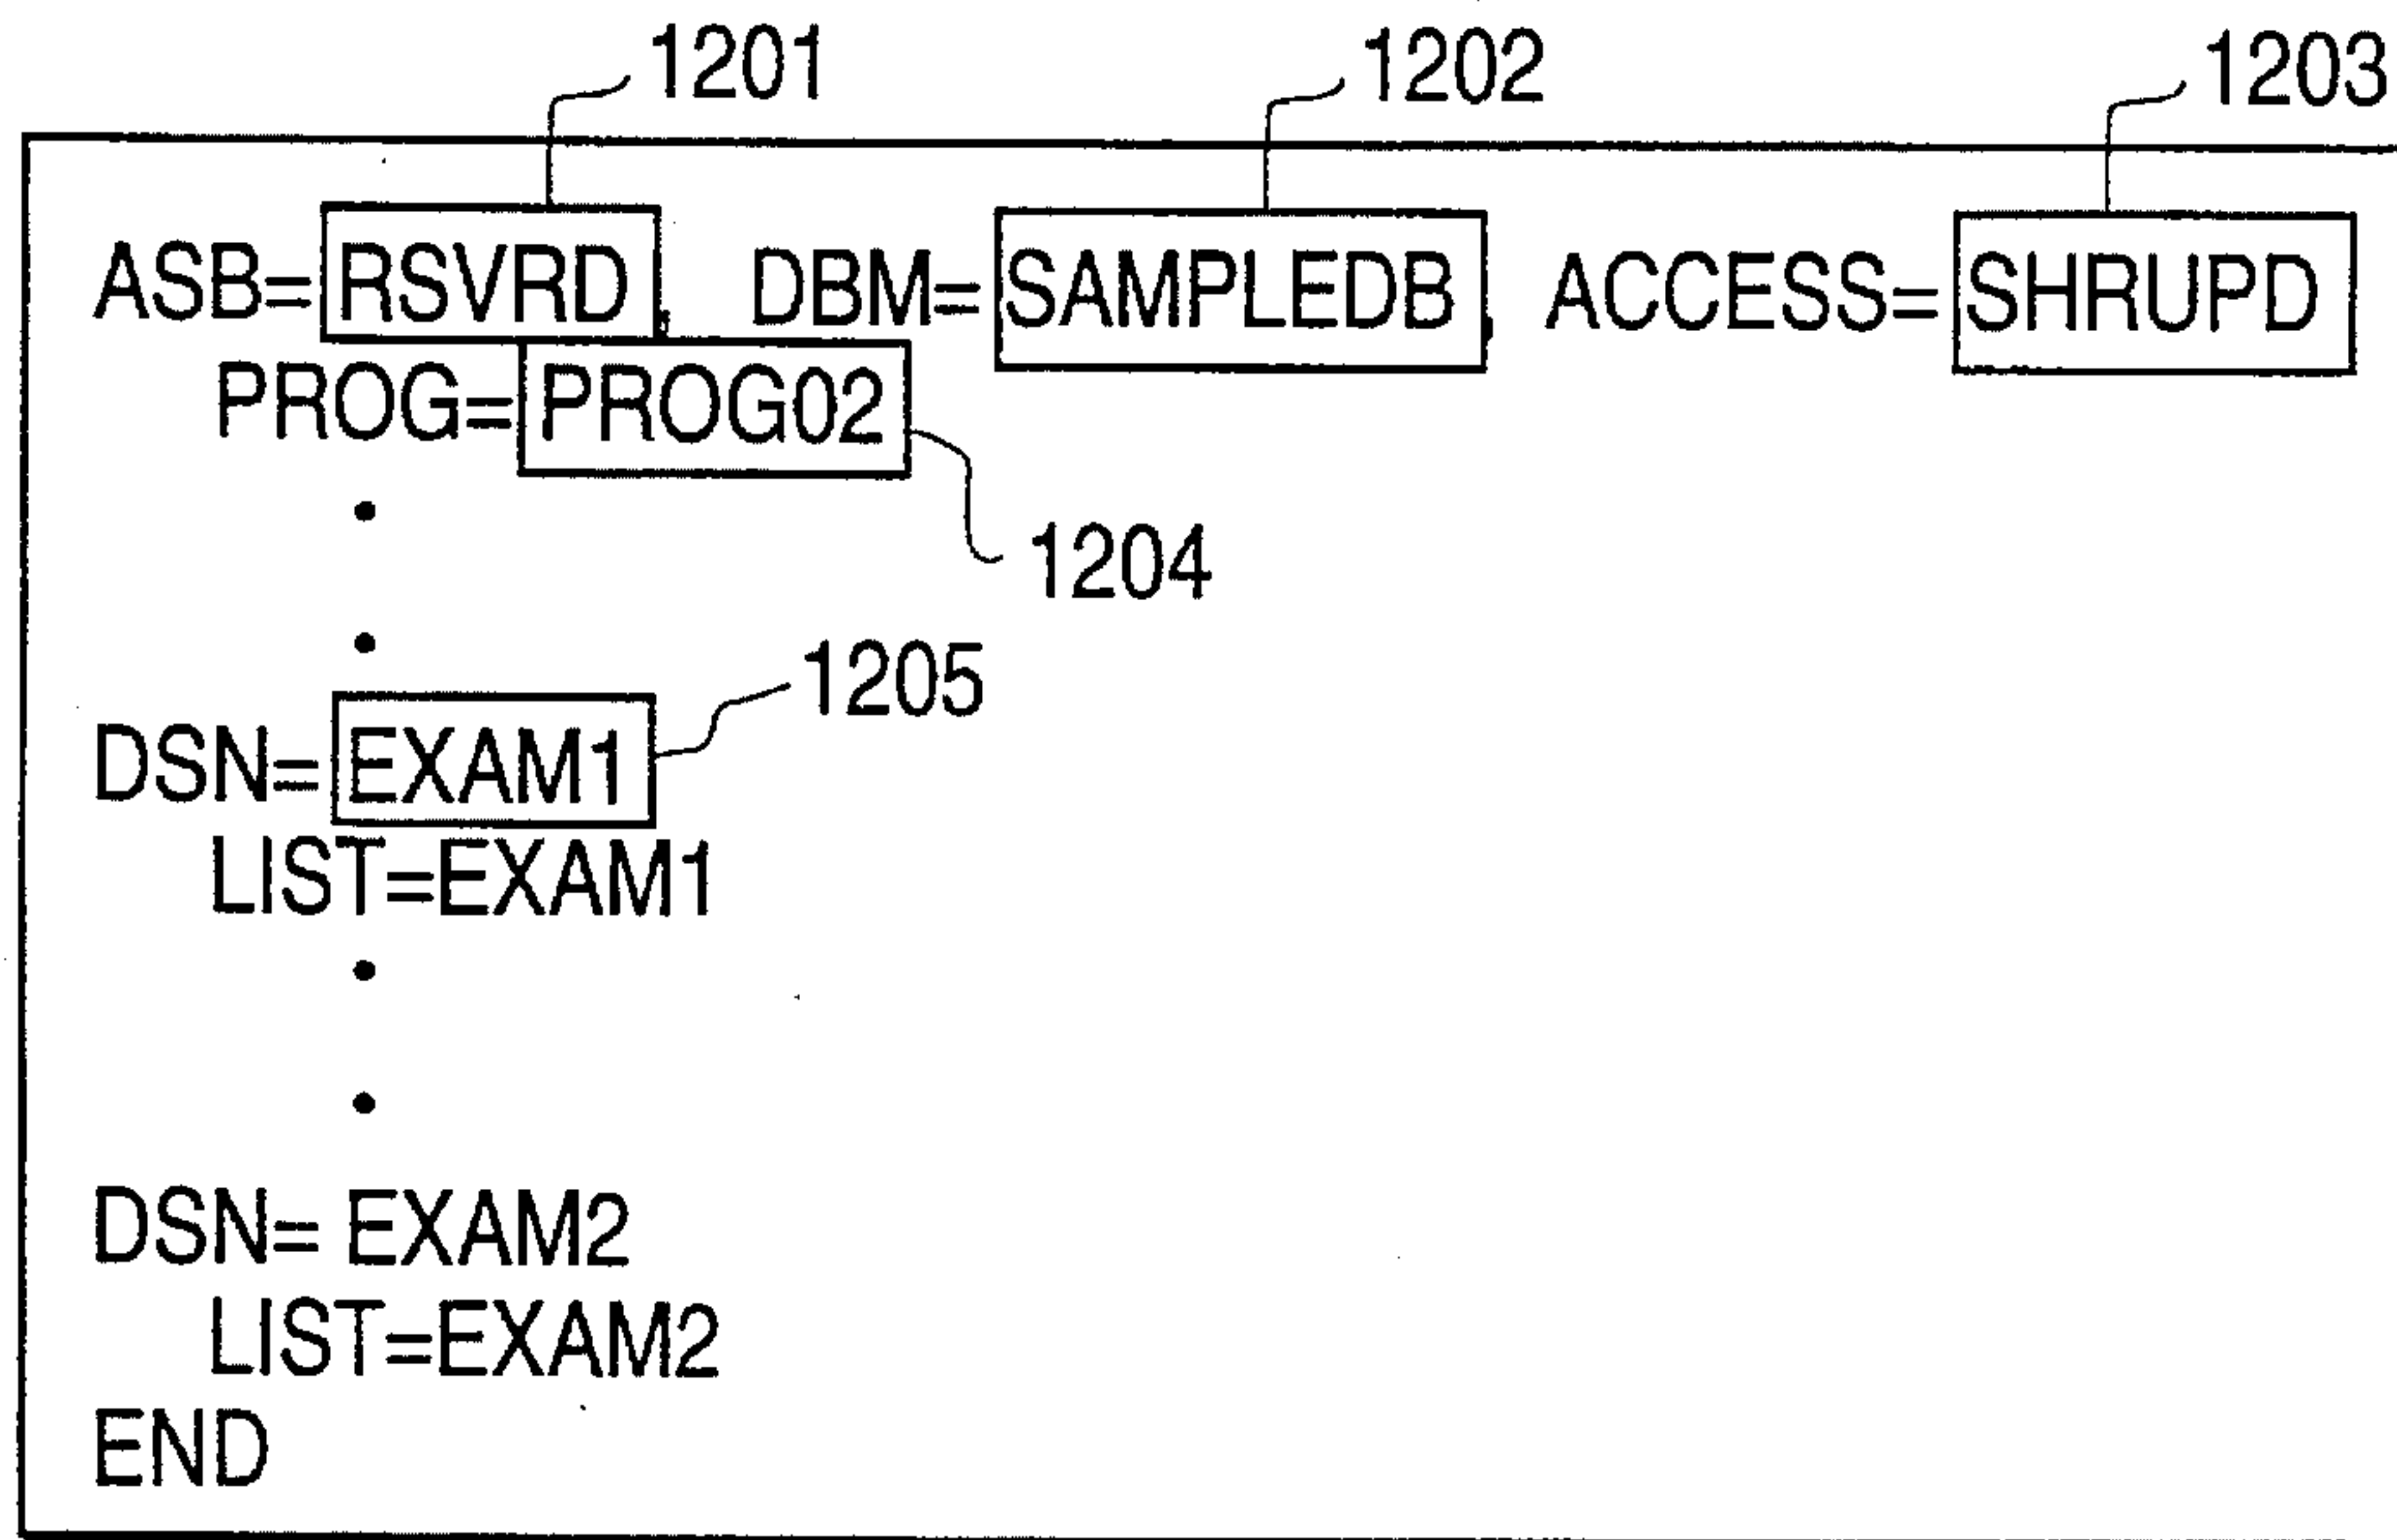 1201 1202 1203
ASB= RSVRD, DBM= SAMPLEDB, ACCESS= SHRUPD
PROG= PROG02
1204
1205
DSN= EXAM1
LIST=EXAM1
DSN= EXAM2
LIST=EXAM2
END